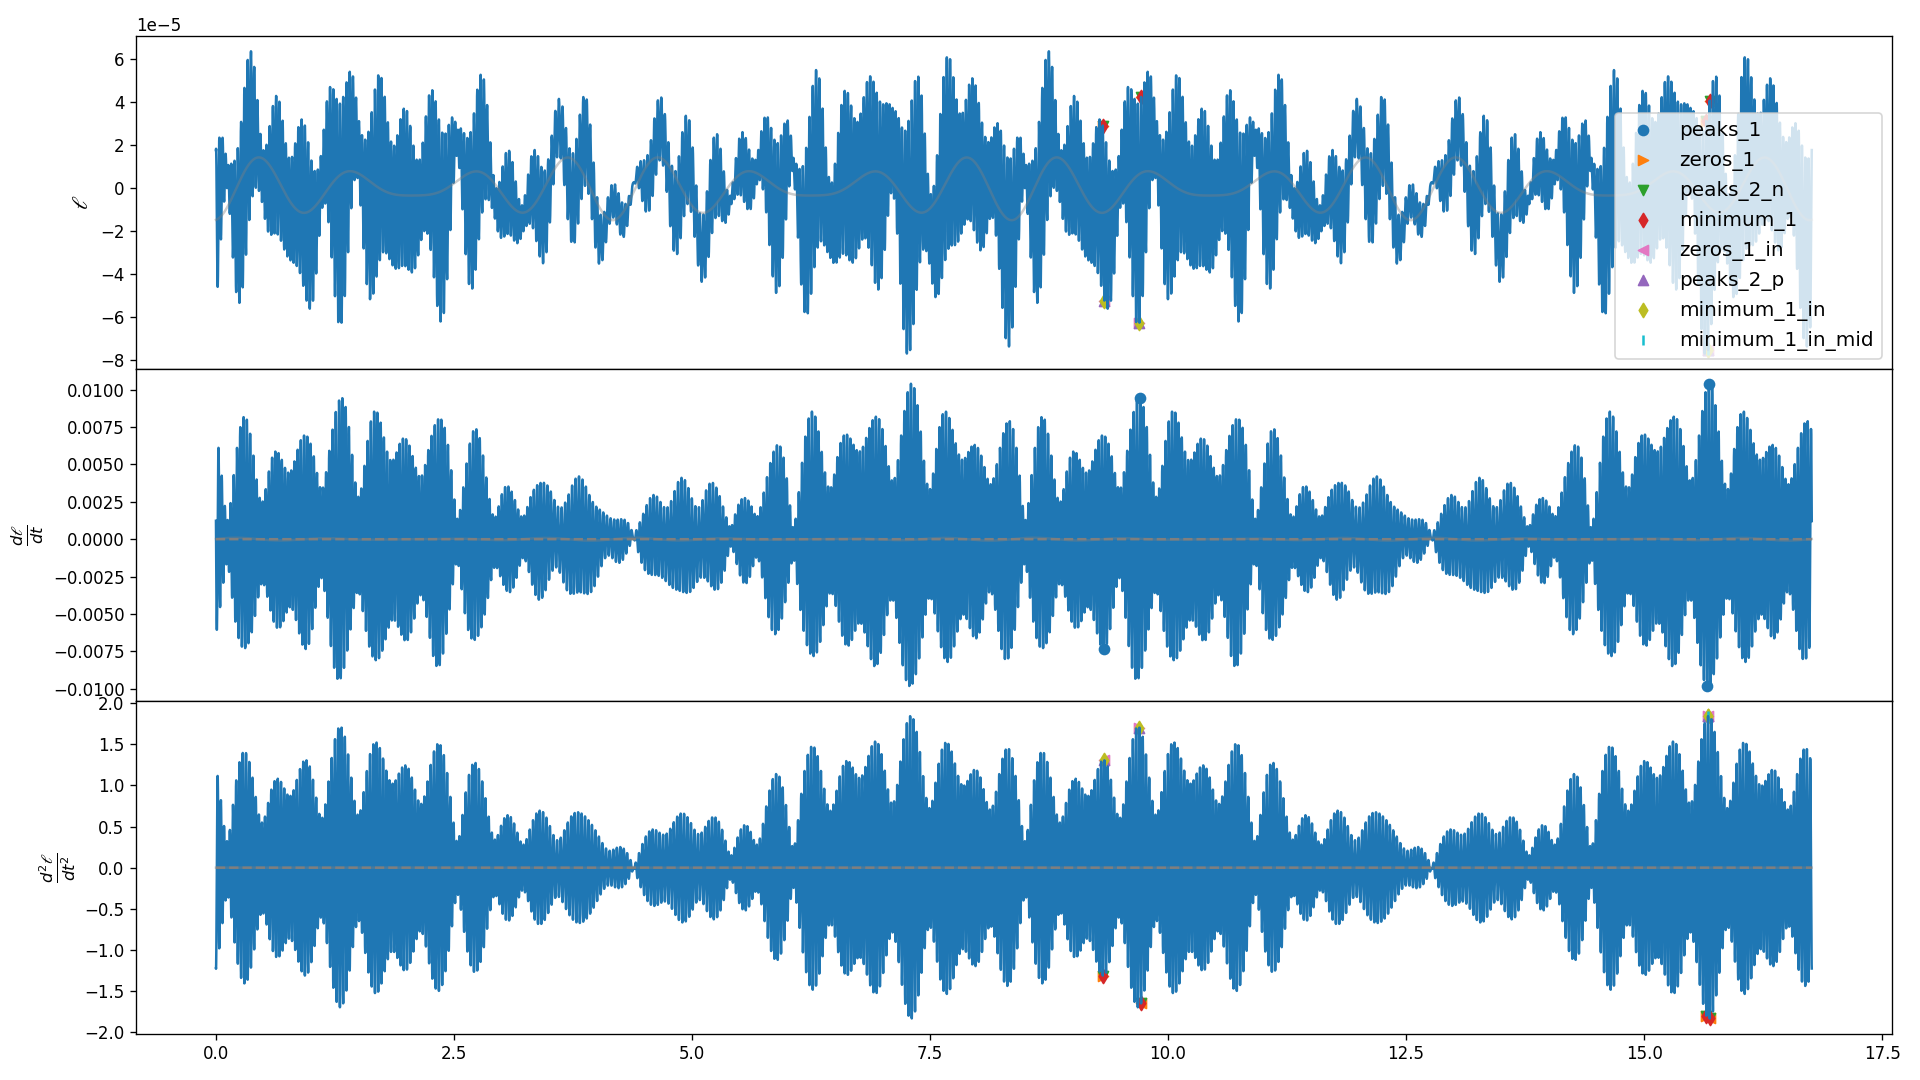 1e−5
6
4
2
0
−2
−4
−6
−8
ℓ
peaks_1
zeros_1
peaks_2_n
minimum_1
zeros_1_in
peaks_2_p
minimum_1_in
minimum_1_in_mid
0.0100
0.0075
0.0050
0.0025
0.0000
−0.0025
−0.0050
−0.0075
−0.0100
dℓ
dt
2.0
1.5
1.0
0.5
0.0
−0.5
−1.0
−1.5
−2.0
d²ℓ
dt²
0.0 2.5 5.0 7.5 10.0 12.5 15.0 17.5